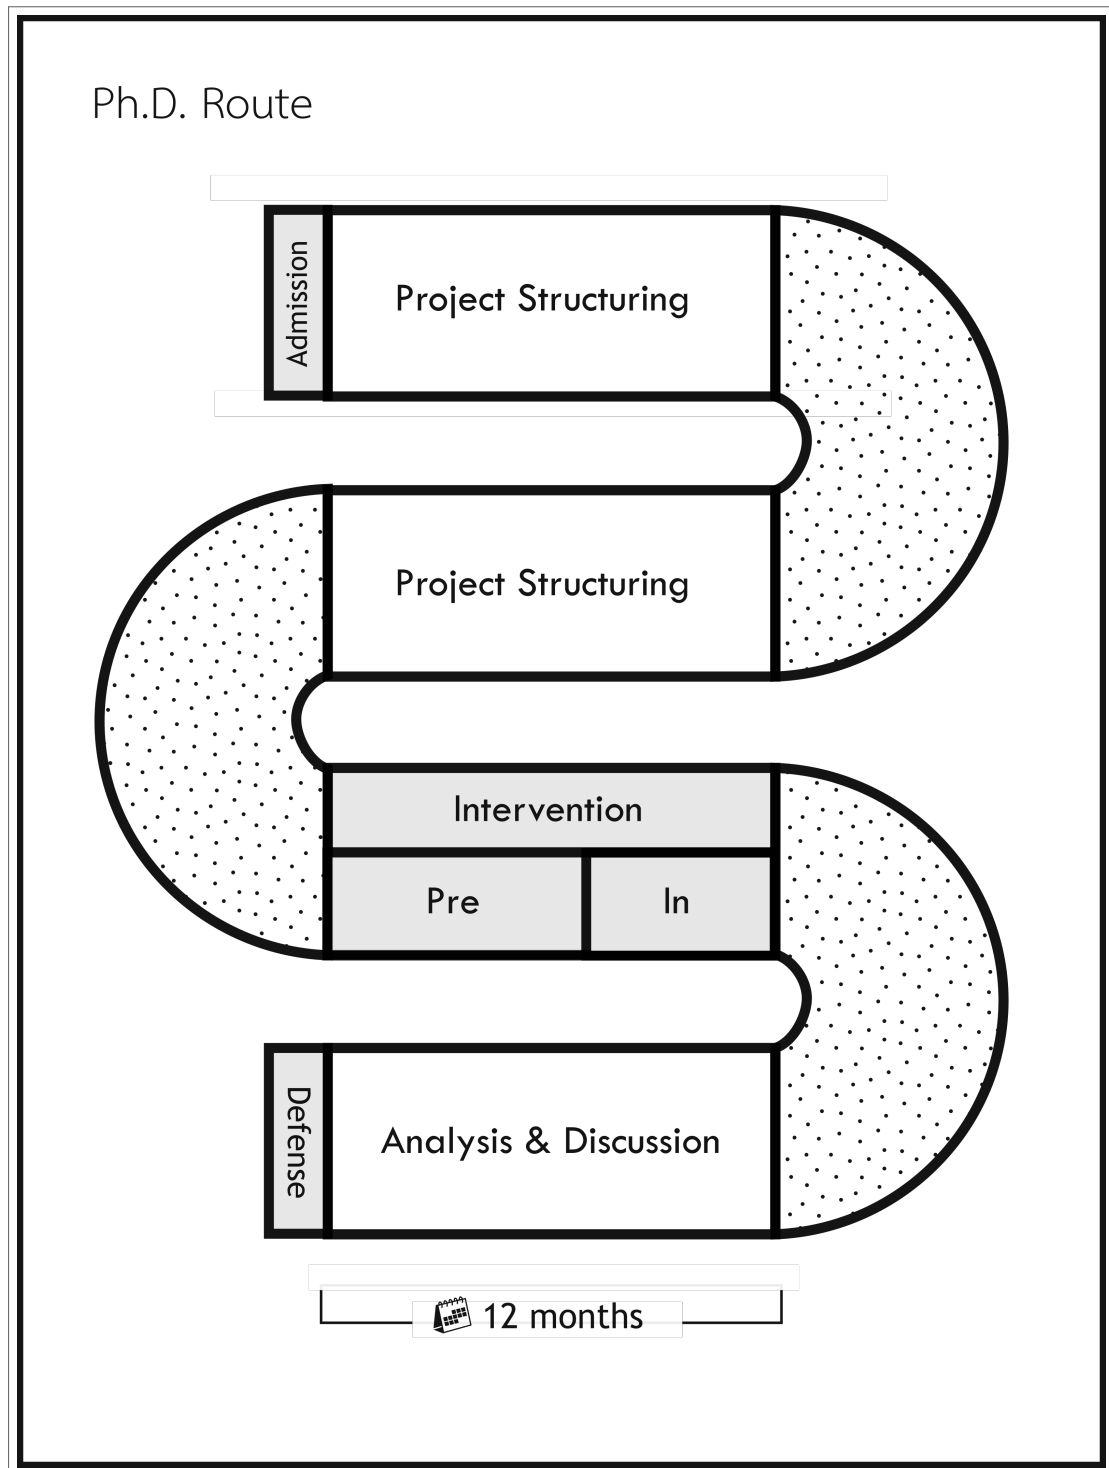 Ph.D. Route
Admission
Project Structuring
Project Structuring
Intervention
Pre
In
Defense
Analysis & Discussion
12 months